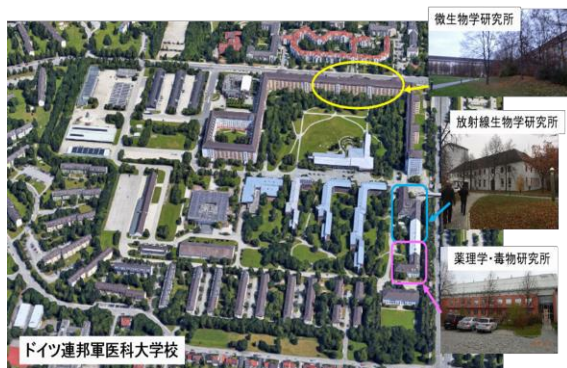 微生物学研究所
放射線生物学研究所
薬理学・毒物研究所
ドイツ連邦軍医科大学校